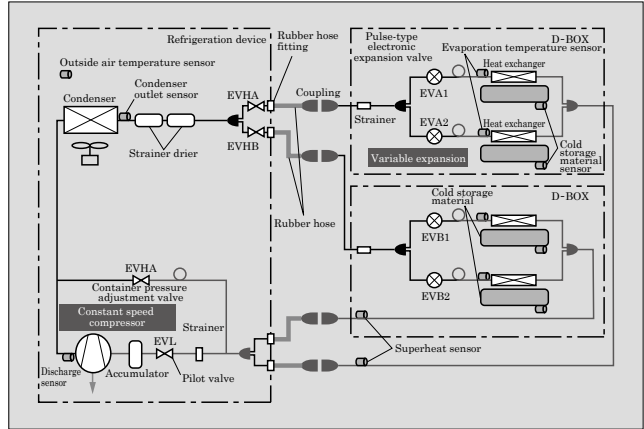 Refrigeration device
Outside air temperature sensor
Condenser
outlet sensor
Condenser
Strainer drier
EVHA
EVHB
Rubber hose
fitting
Coupling
Rubber hose
Pulse-type
electronic
expansion valve
D-BOX
Evaporation temperature sensor
Heat exchanger
EVA1
Strainer
EVA2
Heat exchanger
Variable expansion
Cold
storage
material
sensor
Cold storage
material
D-BOX
EVB1
EVB2
EVHA
Container pressure
adjustment valve
Constant speed
compressor
Strainer
EVL
Discharge
sensor
Accumulator
Pilot valve
Superheat sensor